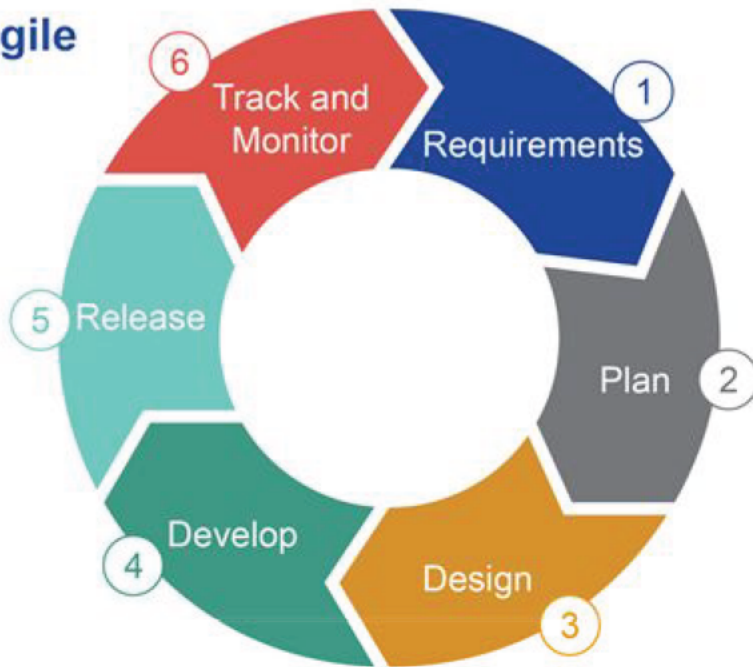 gile
1
Requirements
2
Plan
3
Design
4
Develop
5
Release
6
Track and
Monitor